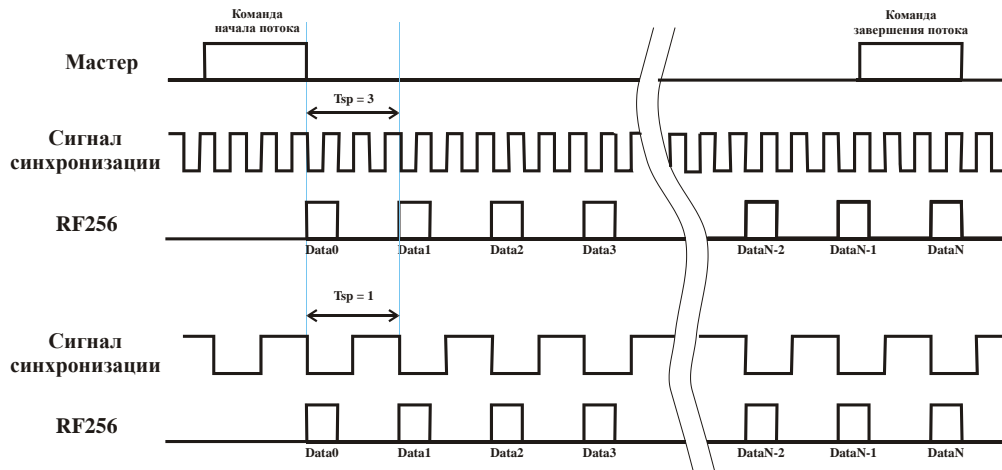 Команда
начала потока
Команда
завершения потока
Мастер
Tsp = 3
Сигнал
синхронизации
RF256
Data0 Data1 Data2 Data3 DataN-2 DataN-1 DataN
Tsp = 1
Сигнал
синхронизации
RF256
Data0 Data1 Data2 Data3 DataN-2 DataN-1 DataN